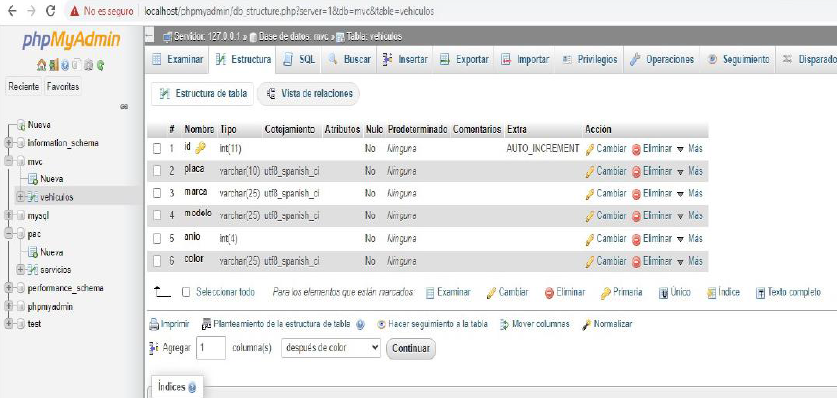 No es seguro | localhost/phpmyadmin/db_structure.php?server=1&db=mvc&table=vehiculos
phpMyAdmin
Reciente Favoritas
Nueva
information_schema
mvc
Nueva
vehiculos
mysql
pac
Nueva
servicios
performance_schema
phpmyadmin
test
Servidor: 127.0.0.1 » Base de datos: mvc » Tabla: vehiculos
Examinar Estructura SQL Buscar Insertar Exportar Importar Privilegios Operaciones Seguimiento Disparado
Estructura de tabla Vista de relaciones
# Nombre Tipo Cotejamiento Atributos Nulo Predeterminado Comentarios Extra Acción
1 id int(11) No Ninguna AUTO_INCREMENT Cambiar Eliminar Más
2 placa varchar(10) utf8_spanish_ci No Ninguna Cambiar Eliminar Más
3 marca varchar(25) utf8_spanish_ci No Ninguna Cambiar Eliminar Más
4 modelo varchar(25) utf8_spanish_ci No Ninguna Cambiar Eliminar Más
5 anio int(4) No Ninguna Cambiar Eliminar Más
6 color varchar(25) utf8_spanish_ci No Ninguna Cambiar Eliminar Más
Seleccionar todo Para los elementos que están marcados: Examinar Cambiar Eliminar Primaria Único Índice Texto completo
Imprimir Planteamiento de la estructura de tabla Hacer seguimiento a la tabla Mover columnas Normalizar
Agregar 1 columna(s) después de color Continuar
Índices